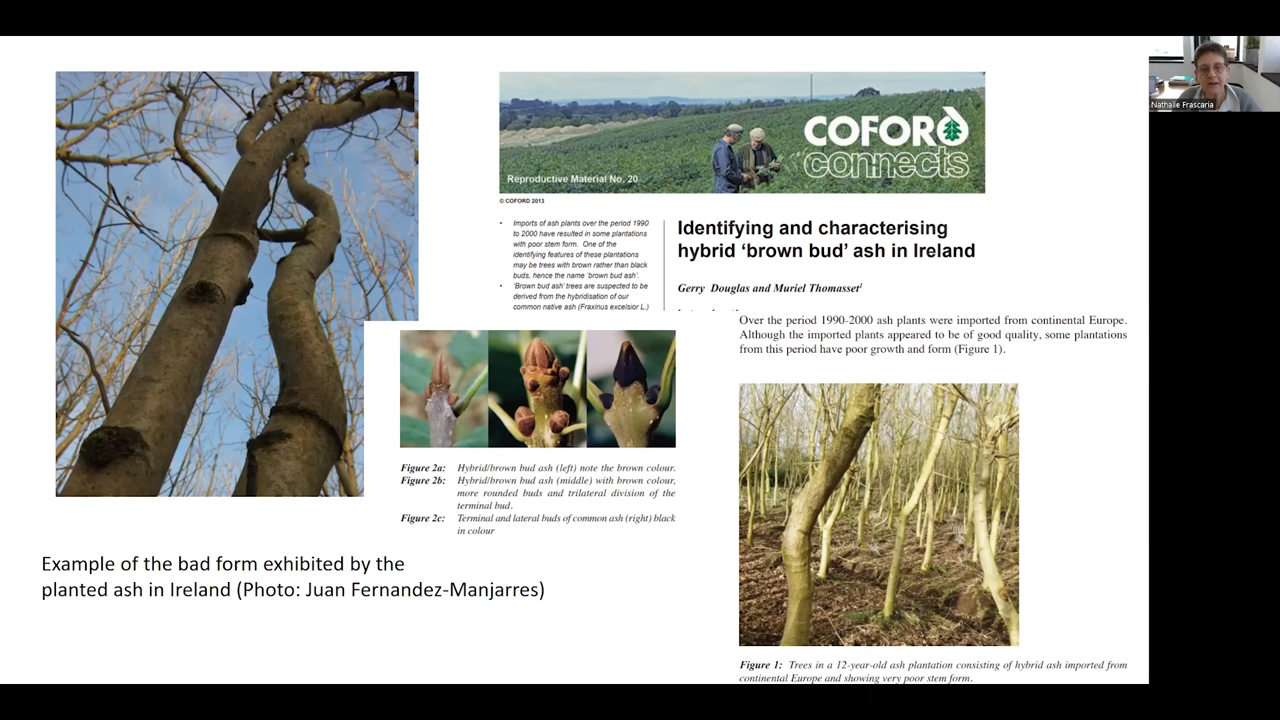 COFORD
connects
Reproductive Material No. 20
© COFORD 2013
• Imports of ash plants over the period 1990
to 2000 have resulted in some plantations
with poor stem form. One of the
identifying features of these plantations
may be trees with brown rather than black
buds, hence the name ‘brown bud ash’.
• ‘Brown bud ash’ trees are suspected to be
derived from the hybridisation of our
common native ash (Fraxinus excelsior L.)
Identifying and characterising
hybrid ‘brown bud’ ash in Ireland
Gerry Douglas and Muriel Thomasset¹
Over the period 1990-2000 ash plants were imported from continental Europe.
Although the imported plants appeared to be of good quality, some plantations
from this period have poor growth and form (Figure 1).
Figure 2a: Hybrid/brown bud ash (left) note the brown colour.
Figure 2b: Hybrid/brown bud ash (middle) with brown colour,
more rounded buds and trilateral division of the
terminal bud.
Figure 2c: Terminal and lateral buds of common ash (right) black
in colour
Example of the bad form exhibited by the
planted ash in Ireland (Photo: Juan Fernandez-Manjarres)
Figure 1: Trees in a 12-year-old ash plantation consisting of hybrid ash imported from
continental Europe and showing very poor stem form.
Nathalie Frascaria